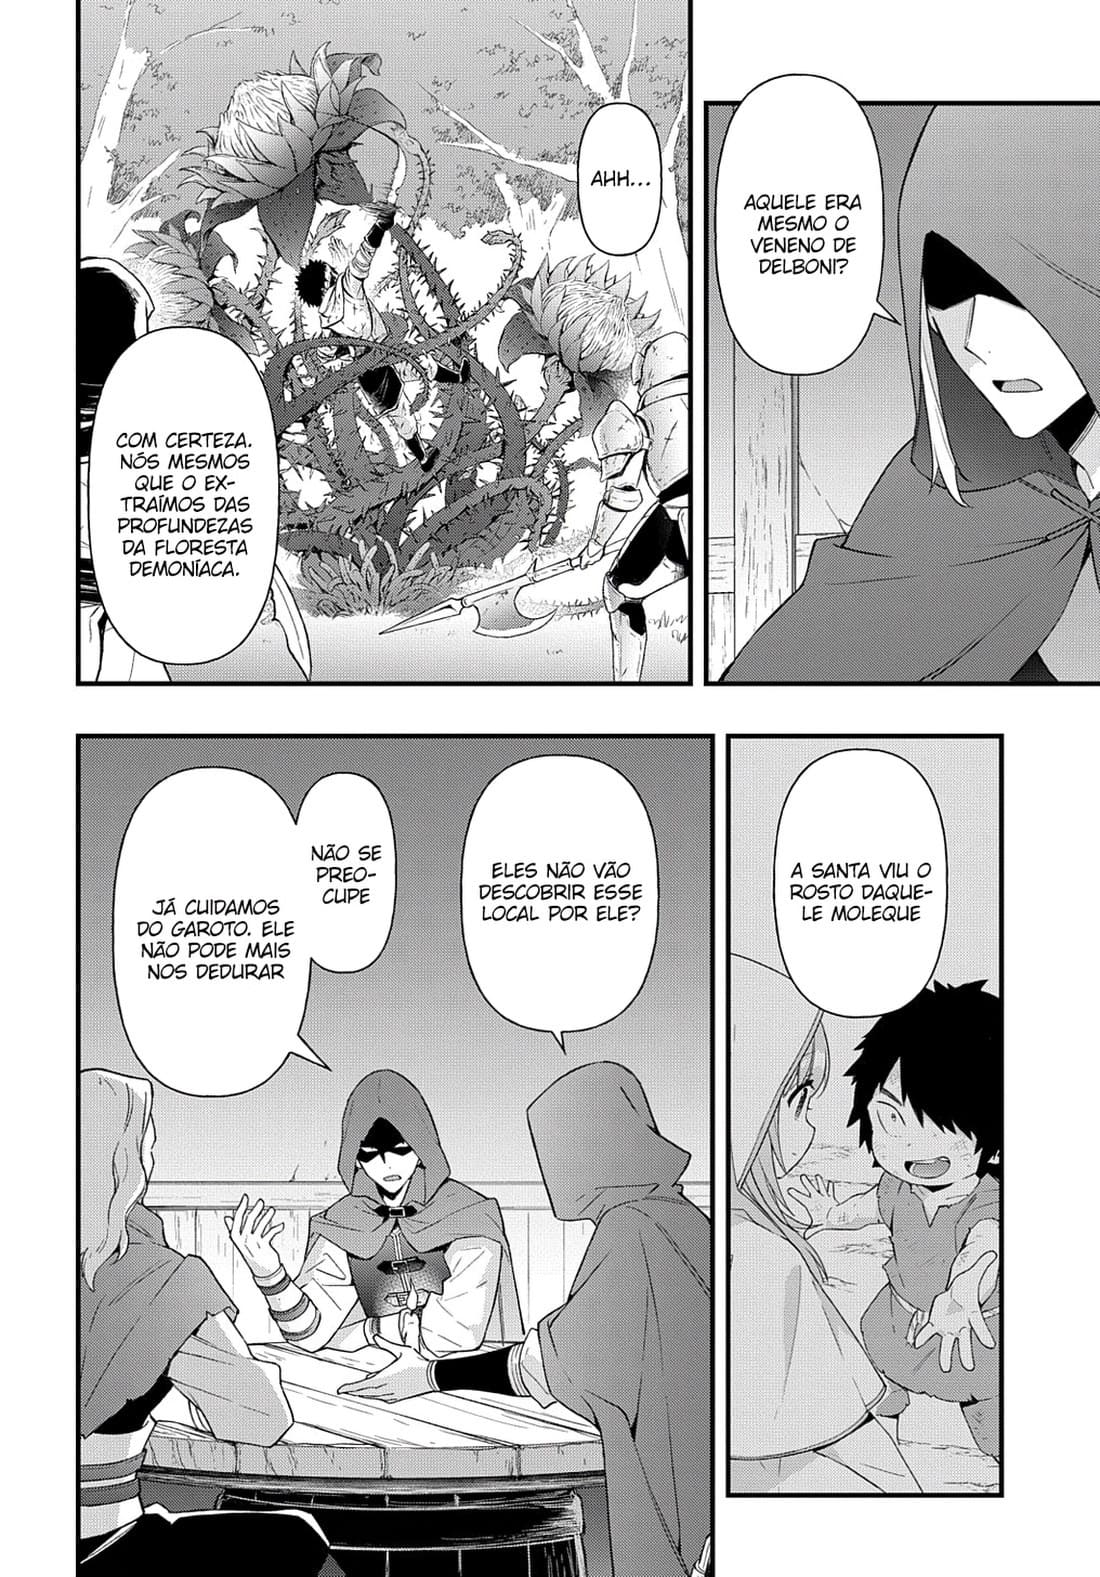 AQUELE ERA
MESMO O
VENENO DE
DELBONI?
AHH...
COM CERTEZA.
NÓS MESMOS
QUE O EX-
TRAÍMOS DAS
PROFUNDEZAS
DA FLORESTA
DEMONÍACA.
A SANTA VIU O
ROSTO DAQUE-
LE MOLEQUE
ELES NÃO VÃO
DESCOBRIR ESSE
LOCAL POR ELE?
NÃO SE
PREO-
CUPE
JÁ CUIDAMOS
DO GAROTO. ELE
NÃO PODE MAIS
NOS DEDURAR